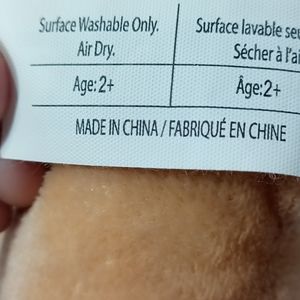 Surface Washable Only. Surface lavable
Air Dry. Sécher à
Age: 2+ Âge: 2+
MADE IN CHINA / FABRIQUÉ EN CHINE